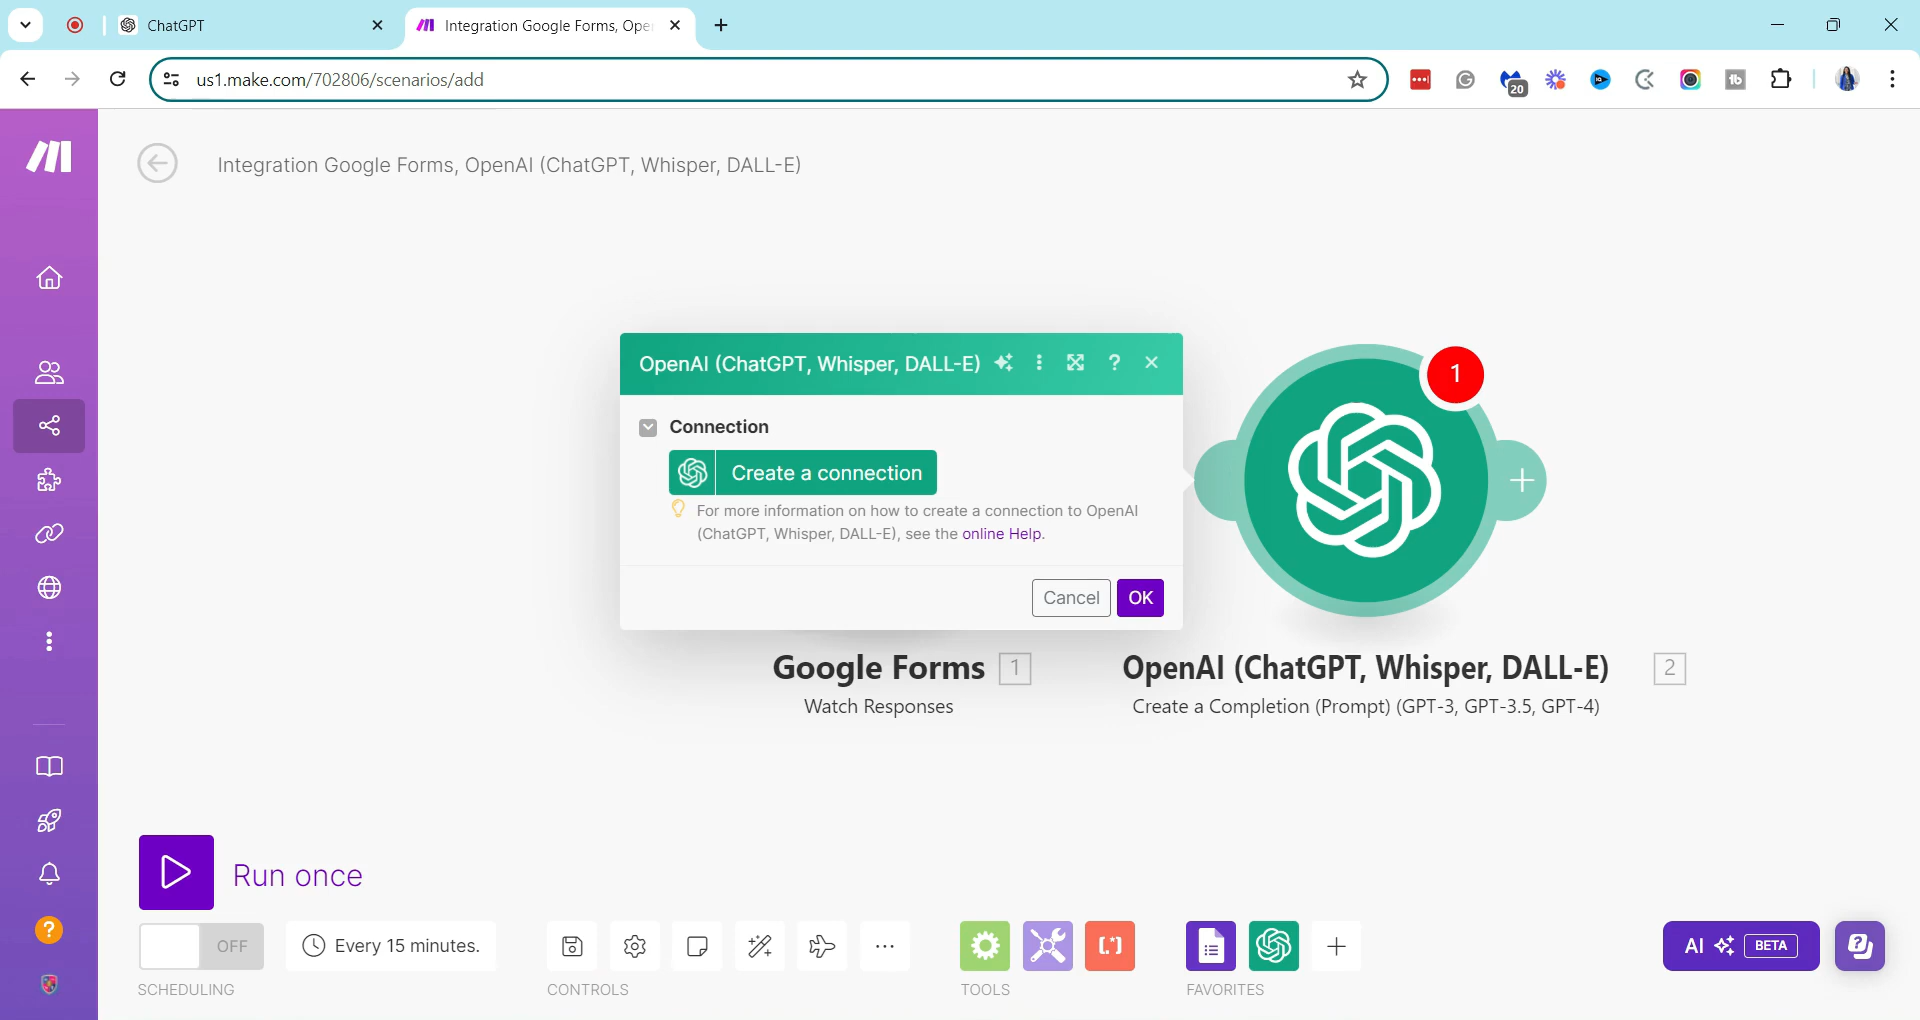 ChatGPT
Integration Google Forms, Ope
us1.make.com/702806/scenarios/add
20
Integration Google Forms, OpenAI (ChatGPT, Whisper, DALL-E)
OpenAI (ChatGPT, Whisper, DALL-E)
?
1
Connection
Create a connection
For more information on how to create a connection to OpenAI
(ChatGPT, Whisper, DALL-E), see the online Help.
Cancel
OK
Google Forms
1
OpenAI (ChatGPT, Whisper, DALL-E)
2
Watch Responses
Create a Completion (Prompt) (GPT-3, GPT-3.5, GPT-4)
Run once
?
OFF
Every 15 minutes.
AI
BETA
?
SCHEDULING
CONTROLS
TOOLS
FAVORITES